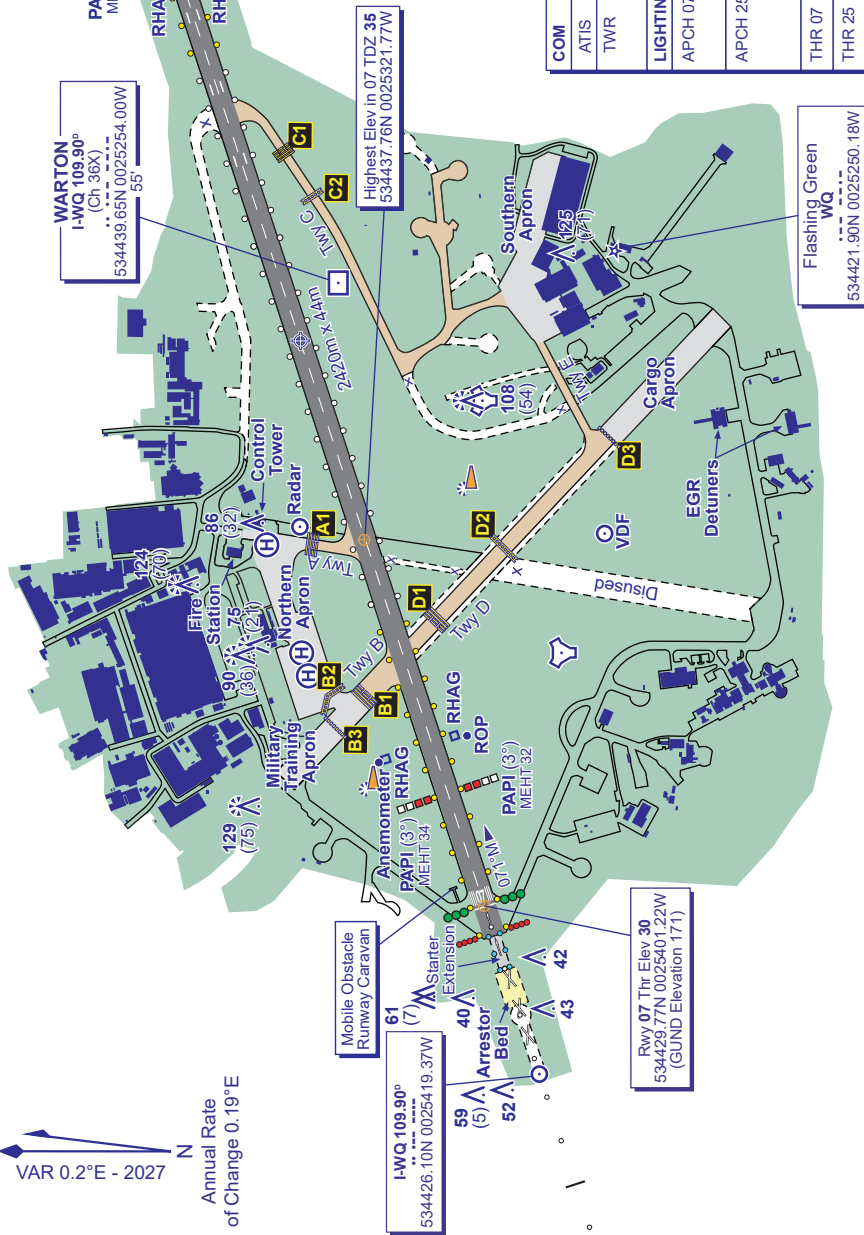 VAR 0.2°E - 2027
N
Annual Rate
of Change 0.19°E
WARTON
I-WQ 109.90ᴰ
(Ch 36X)
534439.65N 0025254.00W
55'
Highest Elev in 07 TDZ 35
534437.76N 0025321.77W
I-WQ 109.90ᴰ
534426.10N 0025419.37W
Mobile Obstacle
Runway Caravan
Rwy 07 Thr Elev 30
534429.77N 0025401.22W
(GUND Elevation 171)
Flashing Green
WQ
534421.90N 0025250.18W
COM
ATIS
TWR
APCH 07
APCH 25
THR 07
THR 25
RHA
2420m x 44m
Twy C
C1
C2
Southern
Apron
125
(71)
108
(54)
Twy E
Cargo
Apron
D3
D2
VDF
EGR
Detuners
Disused
Twy D
D1
Twy B
Twy A
A1
Radar
Control
Tower
86
(32)
124
(70)
Fire
Station
75
(21)
90
(36)
Northern
Apron
H
H
H
B2
B1
B3
Military
Training
Apron
129
(75)
Anemometer
RHAG
PAPI (3°)
MEHT 34
RHAG
ROP
PAPI (3°)
MEHT 32
071°M
Starter
Extension
61
(7)
40
42
43
Arrestor
Bed
59
(5)
52